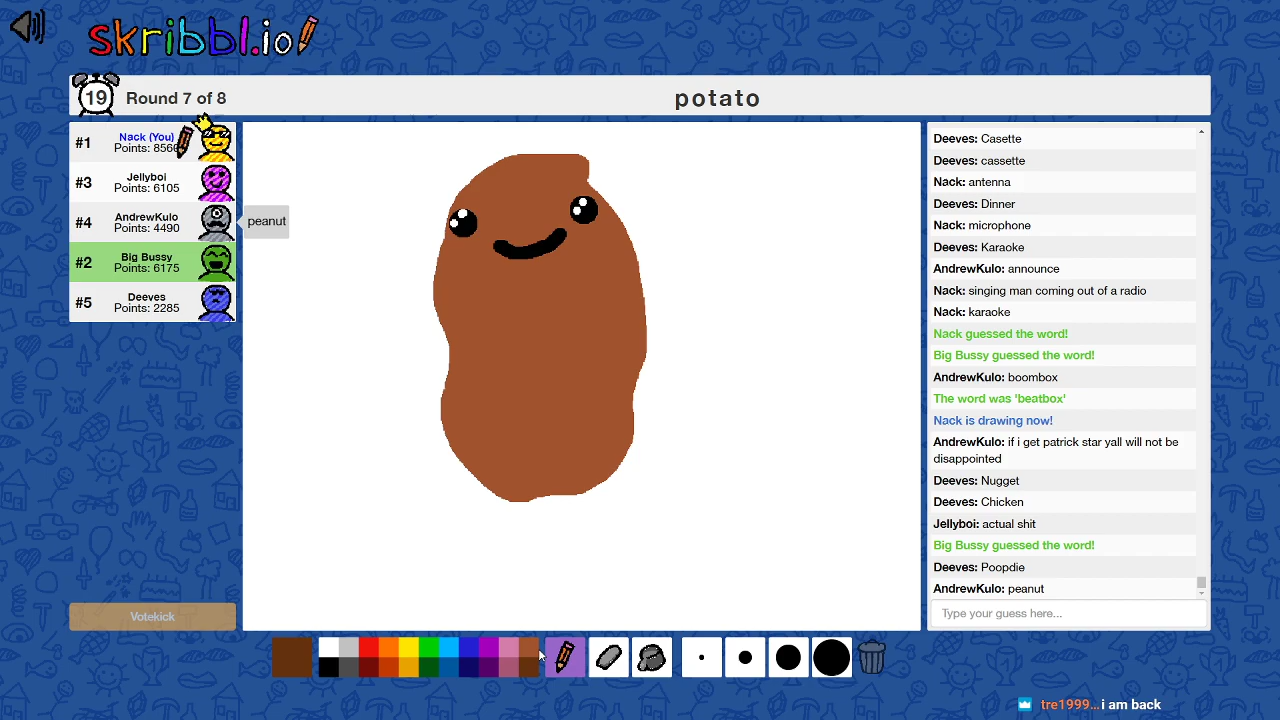 skribbl.io
19
Round 7 of 8
potato
#1
Nack (You)
Points: 8560
#3
Jellyboi
Points: 6105
#4
AndrewKulo
Points: 4490
peanut
#2
Big Bussy
Points: 6175
#5
Deeves
Points: 2285
Votekick
Deeves: Casette
Deeves: cassette
Nack: antenna
Deeves: Dinner
Nack: microphone
Deeves: Karaoke
AndrewKulo: announce
Nack: singing man coming out of a radio
Nack: karaoke
Nack guessed the word!
Big Bussy guessed the word!
AndrewKulo: boombox
The word was 'beatbox'
Nack is drawing now!
AndrewKulo: if i get patrick star yall will not be
disappointed
Deeves: Nugget
Deeves: Chicken
Jellyboi: actual shit
Big Bussy guessed the word!
Deeves: Poopdie
AndrewKulo: peanut
Type your guess here...
tre1999...i am back